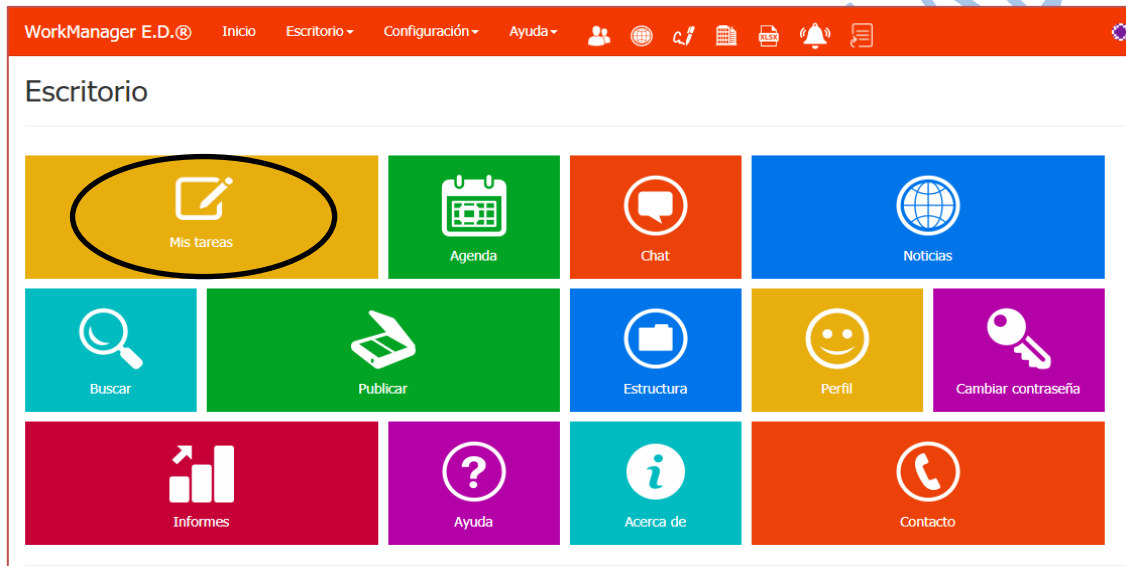 WorkManager E.D.® Inicio Escritorio Configuración Ayuda XLSX
Escritorio
Mis tareas Agenda Chat Noticias
Buscar Publicar Estructura Perfil Cambiar contraseña
Informes Ayuda Acerca de Contacto